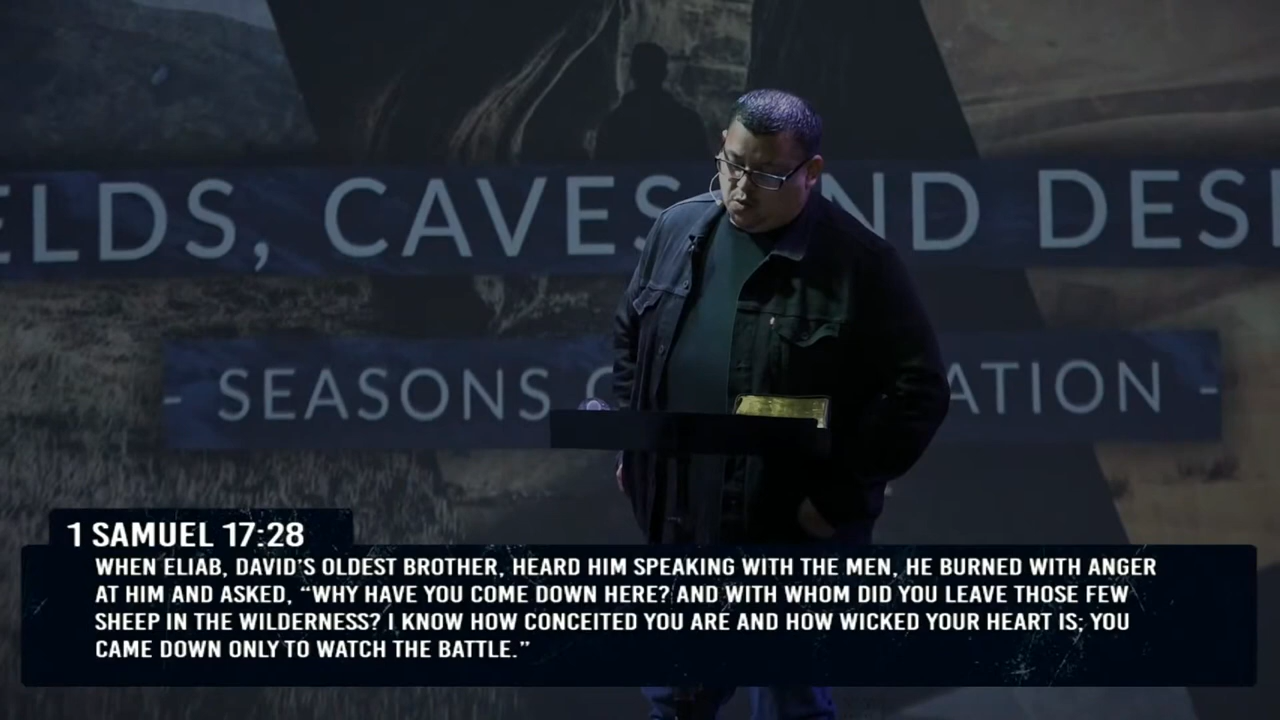 ELDS, CAVES ND DES
- SEASONS ATION -
1 SAMUEL 17:28
WHEN ELIAB, DAVID'S OLDEST BROTHER, HEARD HIM SPEAKING WITH THE MEN, HE BURNED WITH ANGER
AT HIM AND ASKED, “WHY HAVE YOU COME DOWN HERE? AND WITH WHOM DID YOU LEAVE THOSE FEW
SHEEP IN THE WILDERNESS? I KNOW HOW CONCEITED YOU ARE AND HOW WICKED YOUR HEART IS; YOU
CAME DOWN ONLY TO WATCH THE BATTLE.”